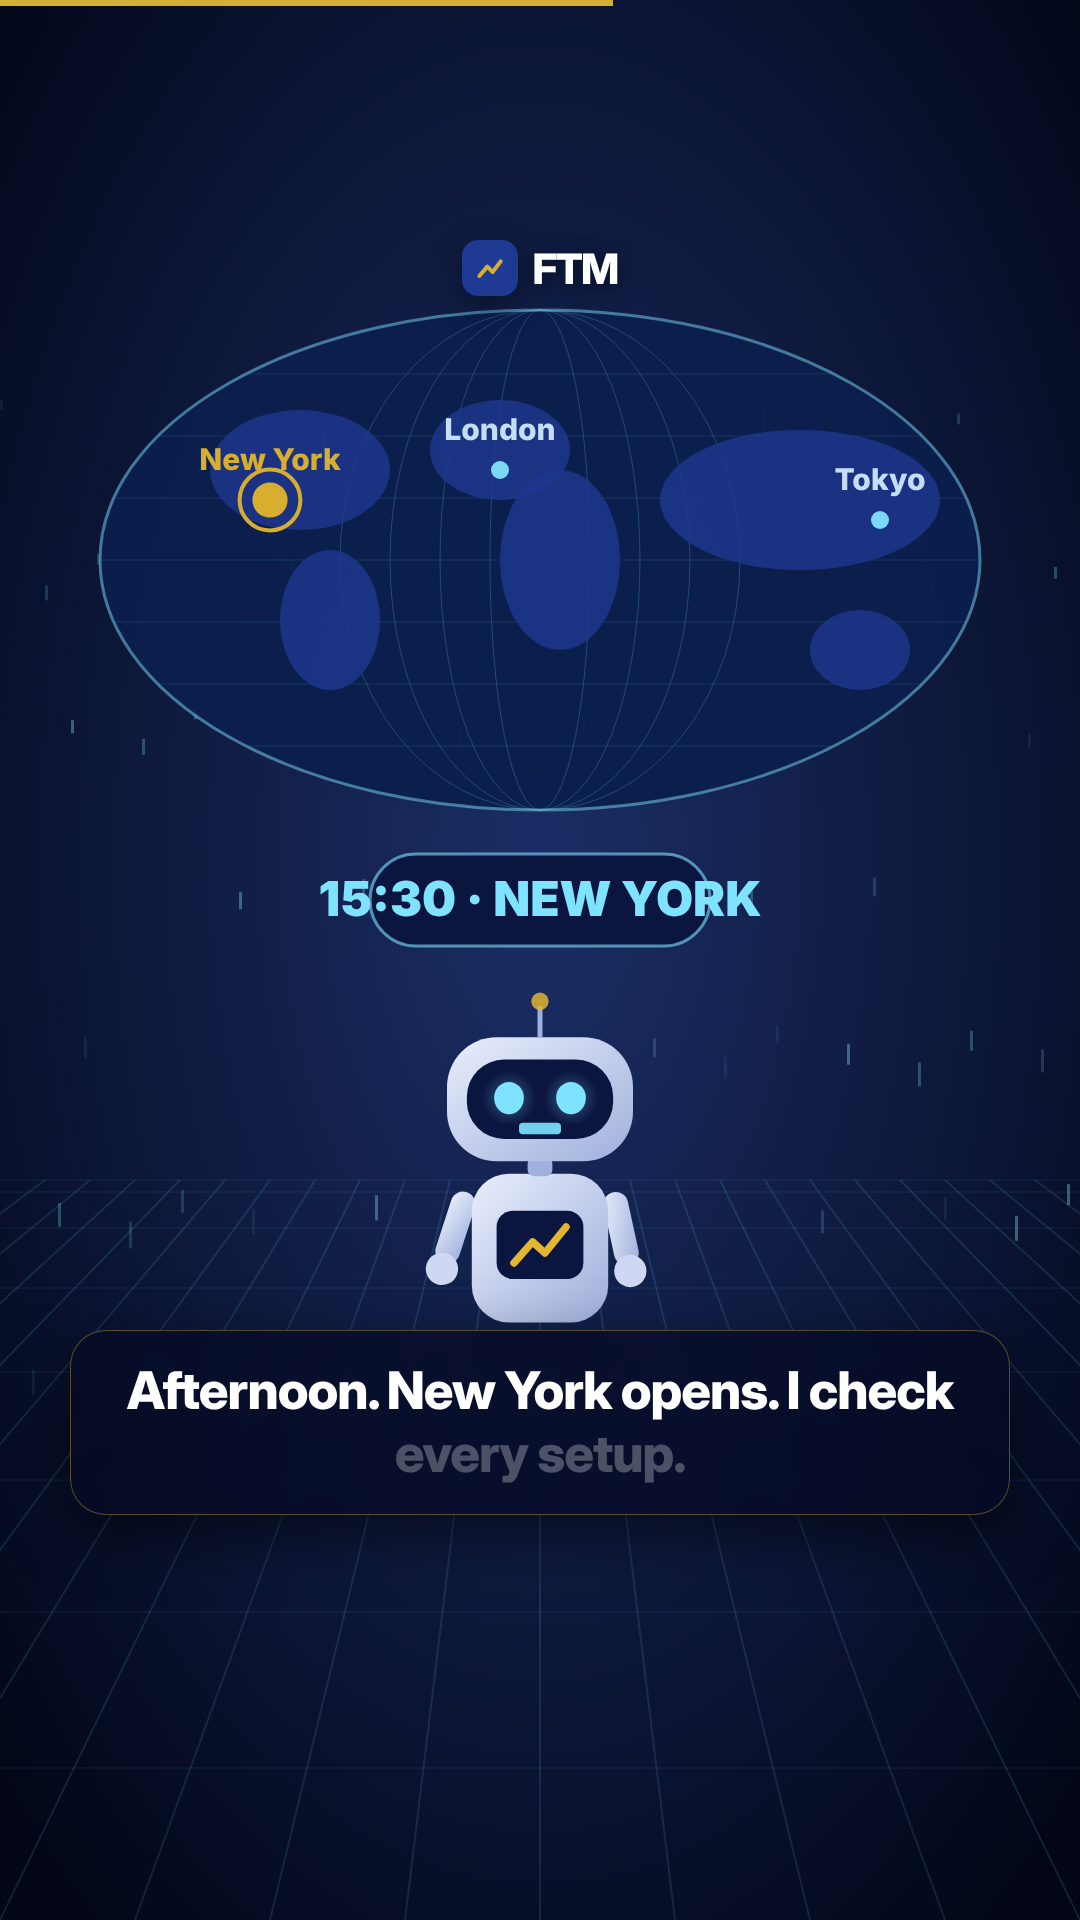 FTM
London
New York
Tokyo
15:30 · NEW YORK
Afternoon. New York opens. I check
every setup.